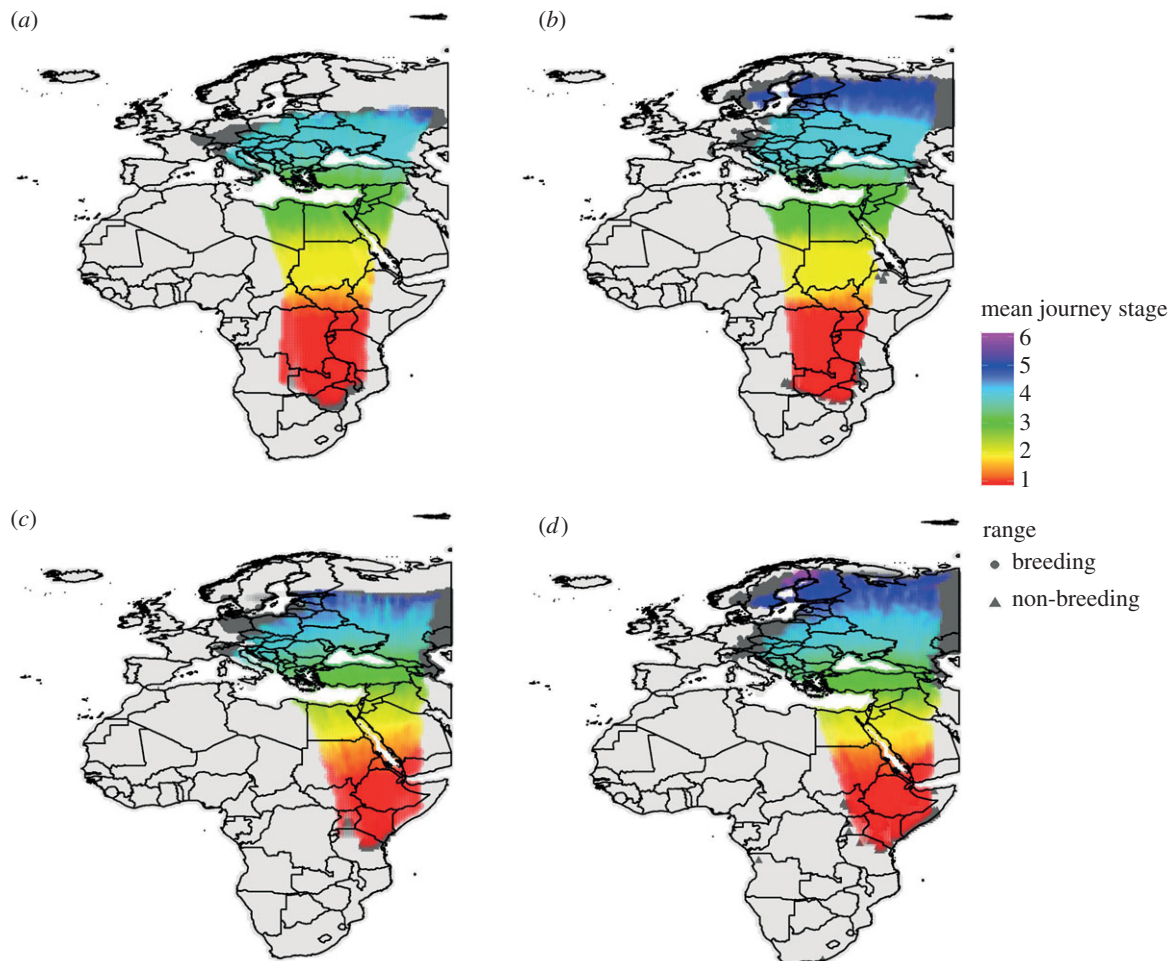 (a)
(b)
mean journey stage
6
5
4
3
2
1
(c)
(d)
range
breeding
non-breeding